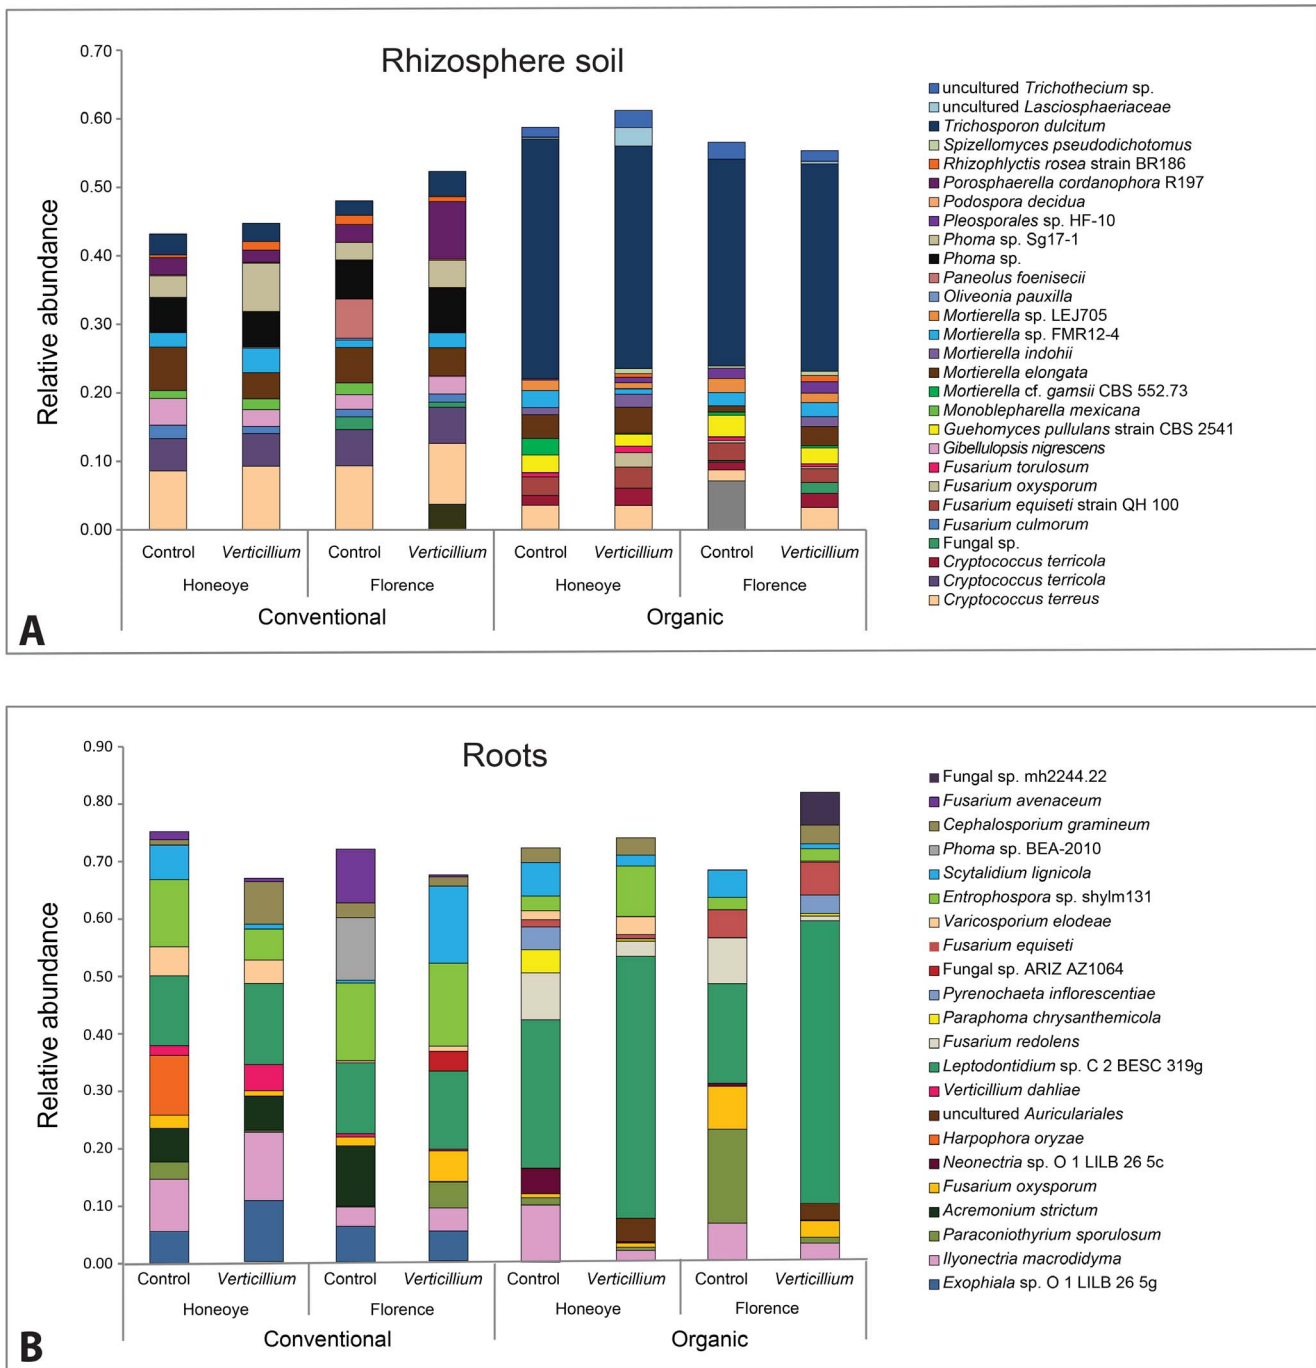 Rhizosphere soil
Relative abundance
0.70
0.60
0.50
0.40
0.30
0.20
0.10
0.00
Control Verticillium Control Verticillium Control Verticillium Control Verticillium
Honeoye Florence Honeoye Florence
Conventional Organic
A
uncultured Trichothecium sp.
uncultured Lasciosphaeriaceae
Trichosporon dulcitum
Spizellomyces pseudodichotomus
Rhizophlyctis rosea strain BR186
Porosphaerella cordanophora R197
Podospora decidua
Pleosporales sp. HF-10
Phoma sp. Sg17-1
Phoma sp.
Paneolus foenisecii
Oliveonia pauxilla
Mortierella sp. LEJ705
Mortierella sp. FMR12-4
Mortierella indohii
Mortierella elongata
Mortierella cf. gamsii CBS 552.73
Monoblepharella mexicana
Guehomyces pullulans strain CBS 2541
Gibellulopsis nigrescens
Fusarium torulosum
Fusarium oxysporum
Fusarium equiseti strain QH 100
Fusarium culmorum
Fungal sp.
Cryptococcus terricola
Cryptococcus terricola
Cryptococcus terreus
Roots
Relative abundance
0.90
0.80
0.70
0.60
0.50
0.40
0.30
0.20
0.10
0.00
Control Verticillium Control Verticillium Control Verticillium Control Verticillium
Honeoye Florence Honeoye Florence
Conventional Organic
B
Fungal sp. mh2244.22
Fusarium avenaceum
Cephalosporium gramineum
Phoma sp. BEA-2010
Scytalidium lignicola
Entrophospora sp. shylm131
Varicosporium elodeae
Fusarium equiseti
Fungal sp. ARIZ AZ1064
Pyrenochaeta inflorescentiae
Paraphoma chrysanthemicola
Fusarium redolens
Leptodontidium sp. C 2 BESC 319g
Verticillium dahliae
uncultured Auriculariales
Harpophora oryzae
Neonectria sp. O 1 LILB 26 5c
Fusarium oxysporum
Acremonium strictum
Paraconiothyrium sporulosum
Ilyonectria macrodidyma
Exophiala sp. O 1 LILB 26 5g